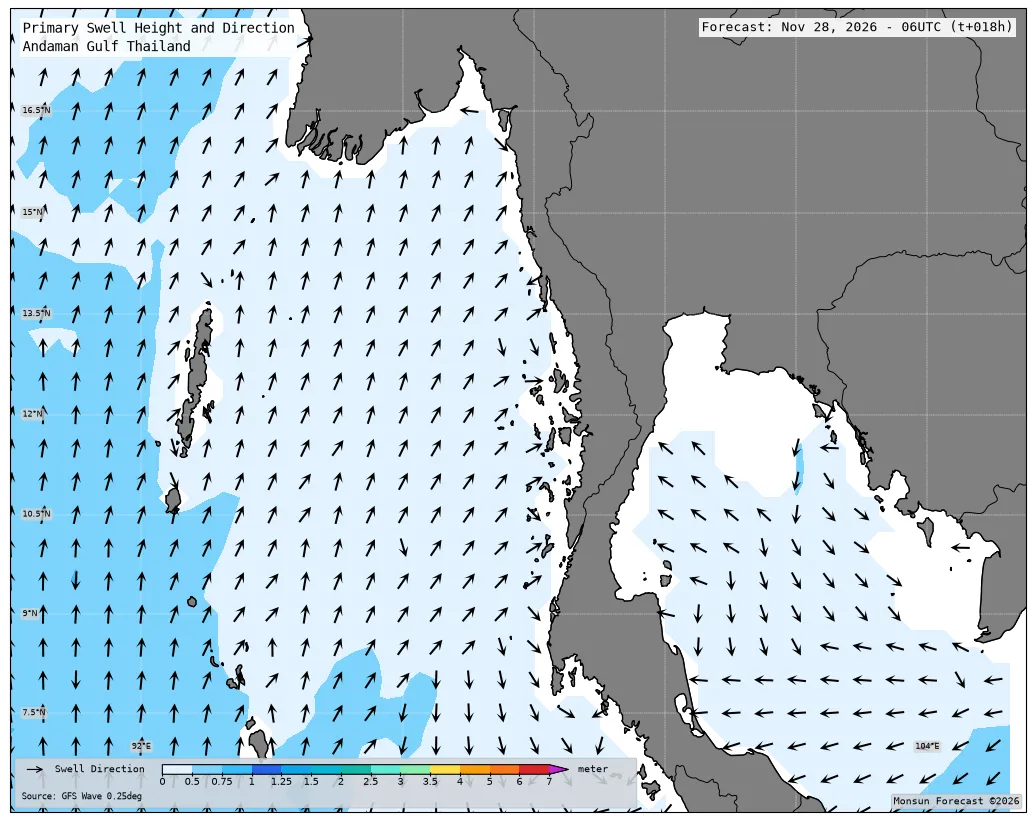 Primary Swell Height and Direction
Andaman Gulf Thailand
Forecast: Nov 28, 2026 - 06UTC (t+018h)
16.5°N
15°N
13.5°N
12°N
10.5°N
9°N
7.5°N
92°E
104°E
Swell Direction
0 0.5 0.75 1 1.25 1.5 2 2.5 3 3.5 4 5 6 7
meter
Source: GFS Wave 0.25deg
Monsun Forecast ©2026